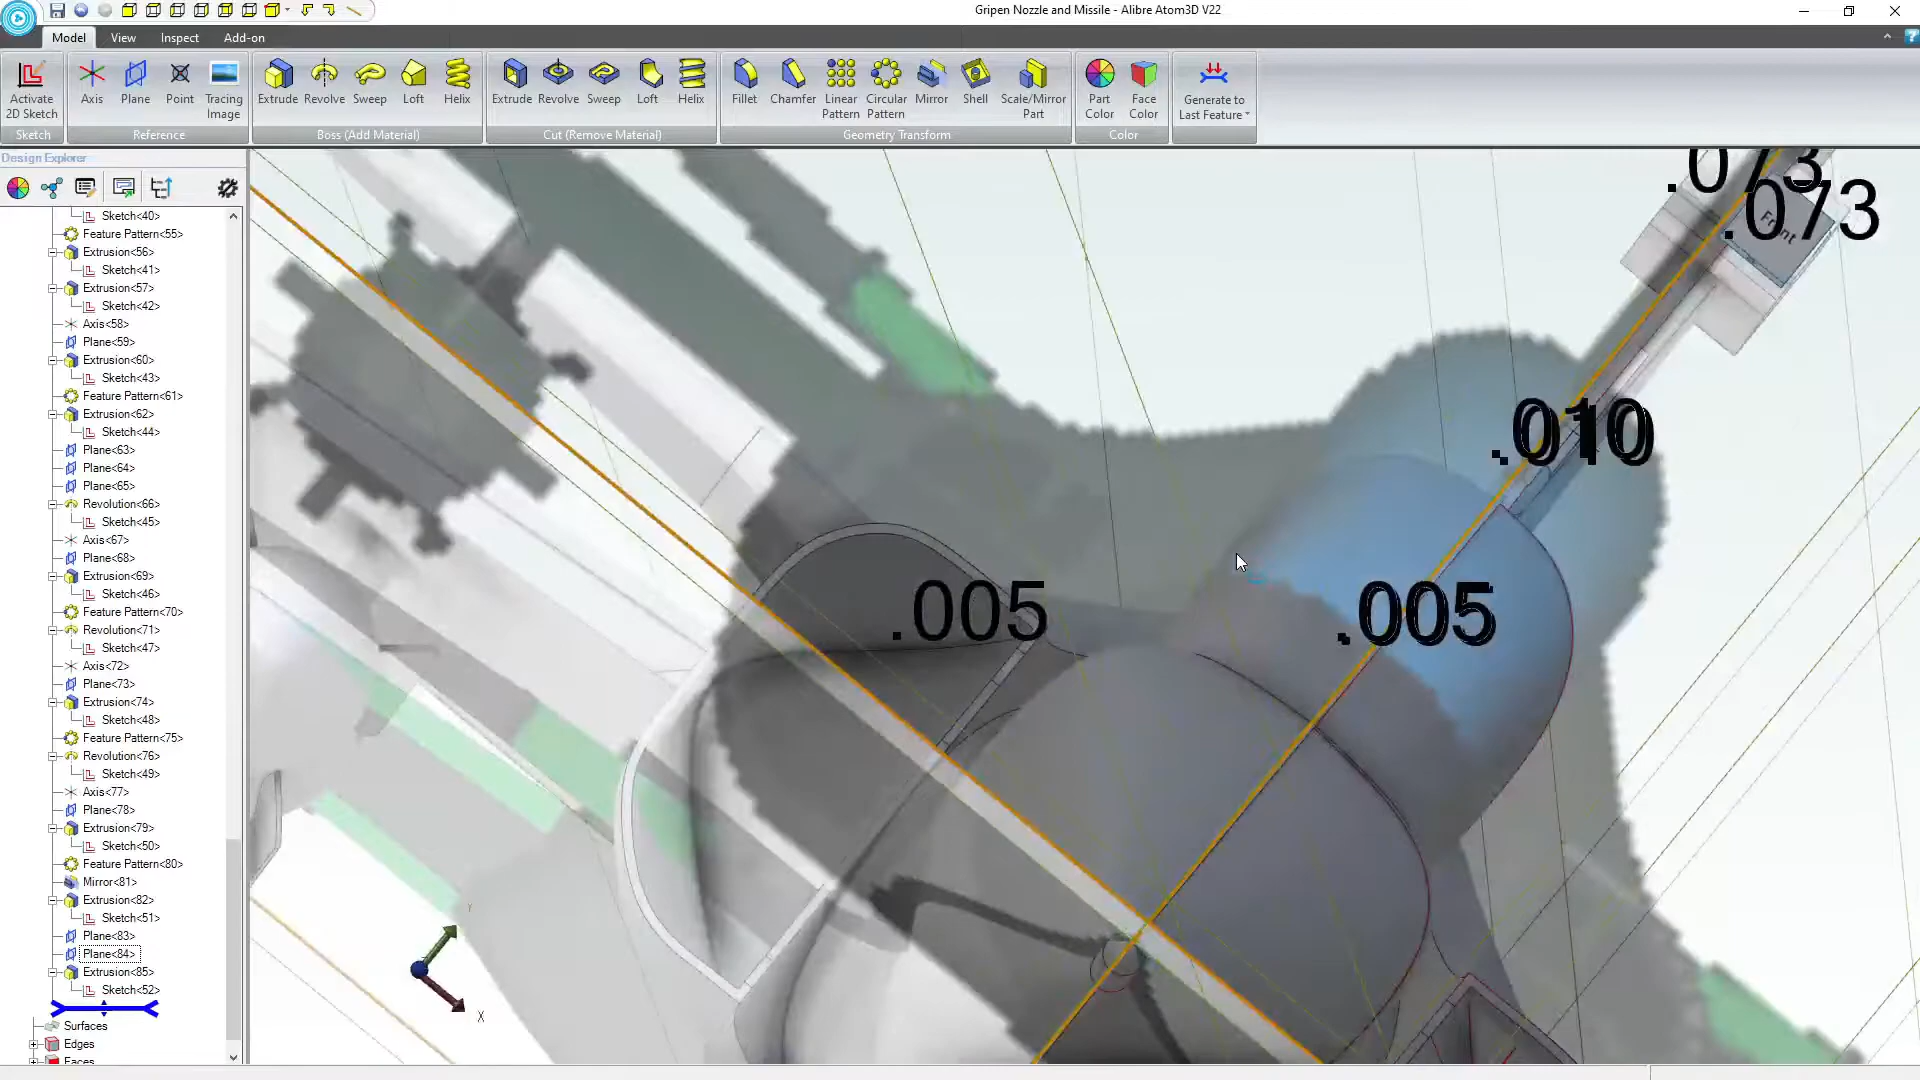 Gripen Nozzle and Missile - Alibre Atom3D V22
Model View Inspect Add-on
Activate 2D Sketch
Axis Plane Point Tracing Image
Extrude Revolve Sweep Loft Helix
Extrude Revolve Sweep Loft Helix
Fillet Chamfer Linear Pattern Circular Pattern Mirror Shell Scale/Mirror Part
Part Color Face Color
Generate to Last Feature
Sketch Reference Boss (Add Material) Cut (Remove Material) Geometry Transform Color
Design Explorer
Sketch<40>
Feature Pattern<55>
Extrusion<56>
Sketch<41>
Extrusion<57>
Sketch<42>
Axis<58>
Plane<59>
Extrusion<60>
Sketch<43>
Feature Pattern<61>
Extrusion<62>
Sketch<44>
Plane<63>
Plane<64>
Plane<65>
Revolution<66>
Sketch<45>
Axis<67>
Plane<68>
Extrusion<69>
Sketch<46>
Feature Pattern<70>
Revolution<71>
Sketch<47>
Axis<72>
Plane<73>
Extrusion<74>
Sketch<48>
Feature Pattern<75>
Revolution<76>
Sketch<49>
Axis<77>
Plane<78>
Extrusion<79>
Sketch<50>
Feature Pattern<80>
Mirror<81>
Extrusion<82>
Sketch<51>
Plane<83>
Plane<84>
Extrusion<85>
Sketch<52>
Surfaces
Edges
Faces
.073
.073
Front
.010
.005
.005
Y
X